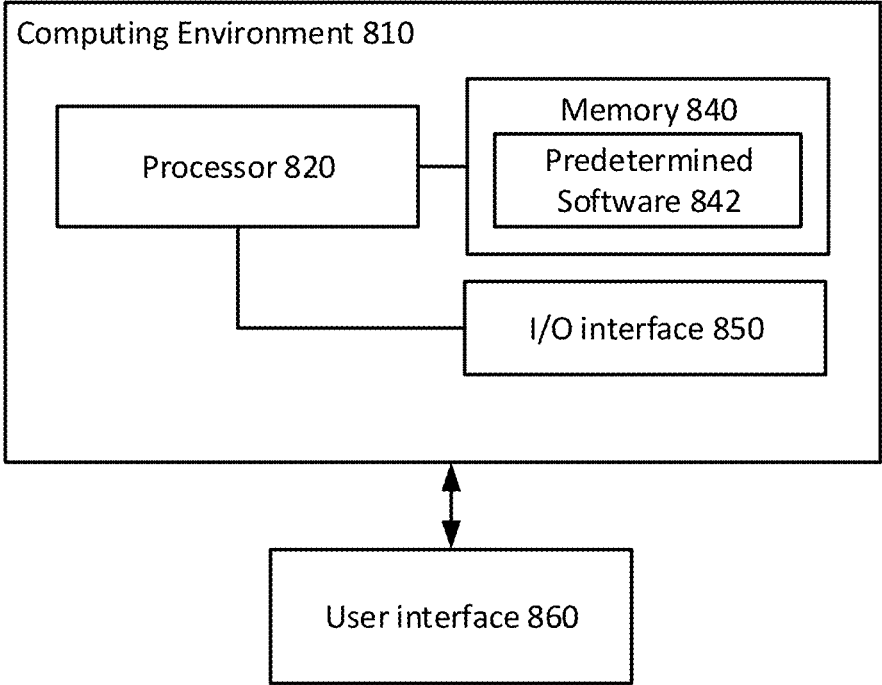 Computing Environment 810
Memory 840
Processor 820
Predetermined
Software 842
I/O interface 850
User interface 860